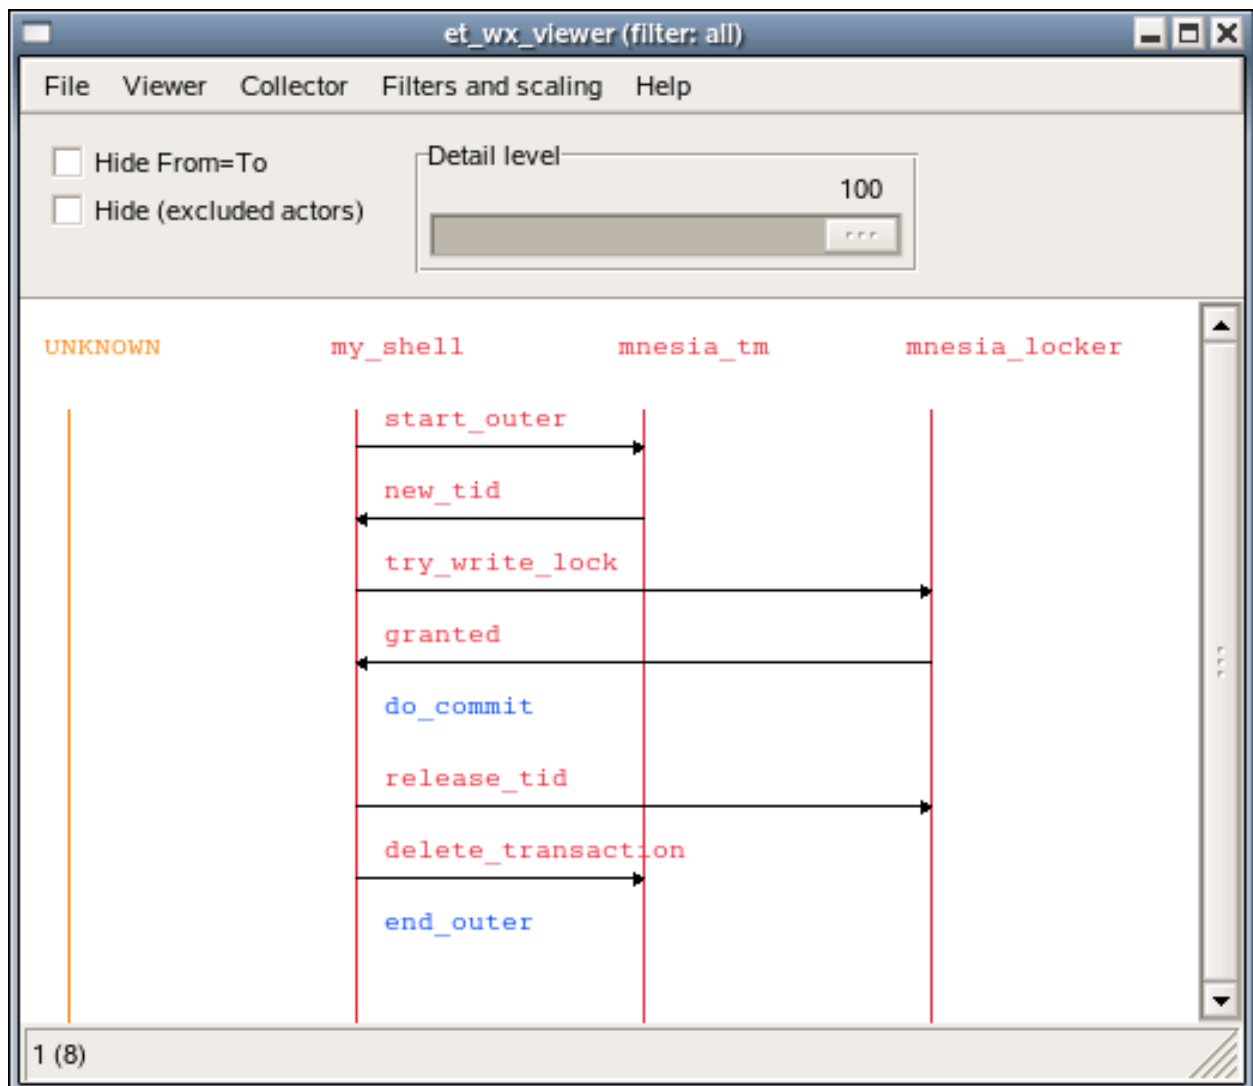 et_wx_viewer (filter: all)
File Viewer Collector Filters and scaling Help
Hide From=To
Hide (excluded actors)
Detail level
100
UNKNOWN my_shell mnesia_tm mnesia_locker
start_outer
new_tid
try_write_lock
granted
do_commit
release_tid
delete_transaction
end_outer
1 (8)